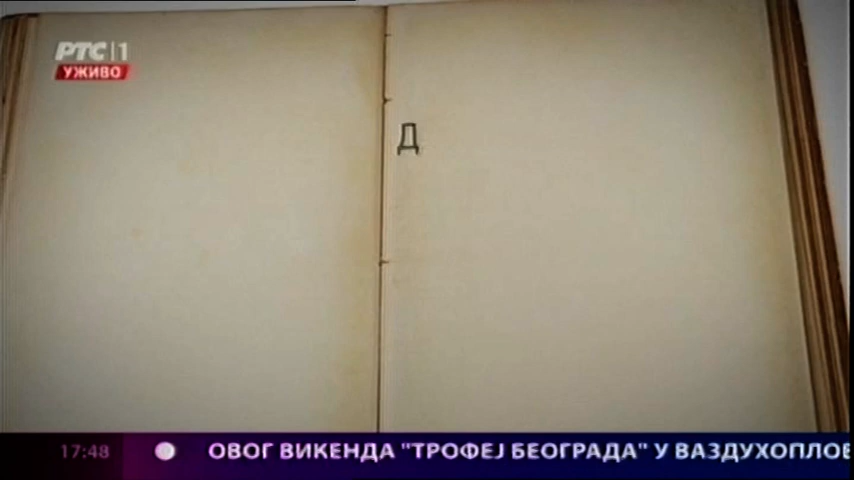 РТС|1
УЖИВО
Д
17:48
ОВОГ ВИКЕНДА "ТРОФЕЈ БЕОГРАДА" У ВАЗДУХОПЛОВ